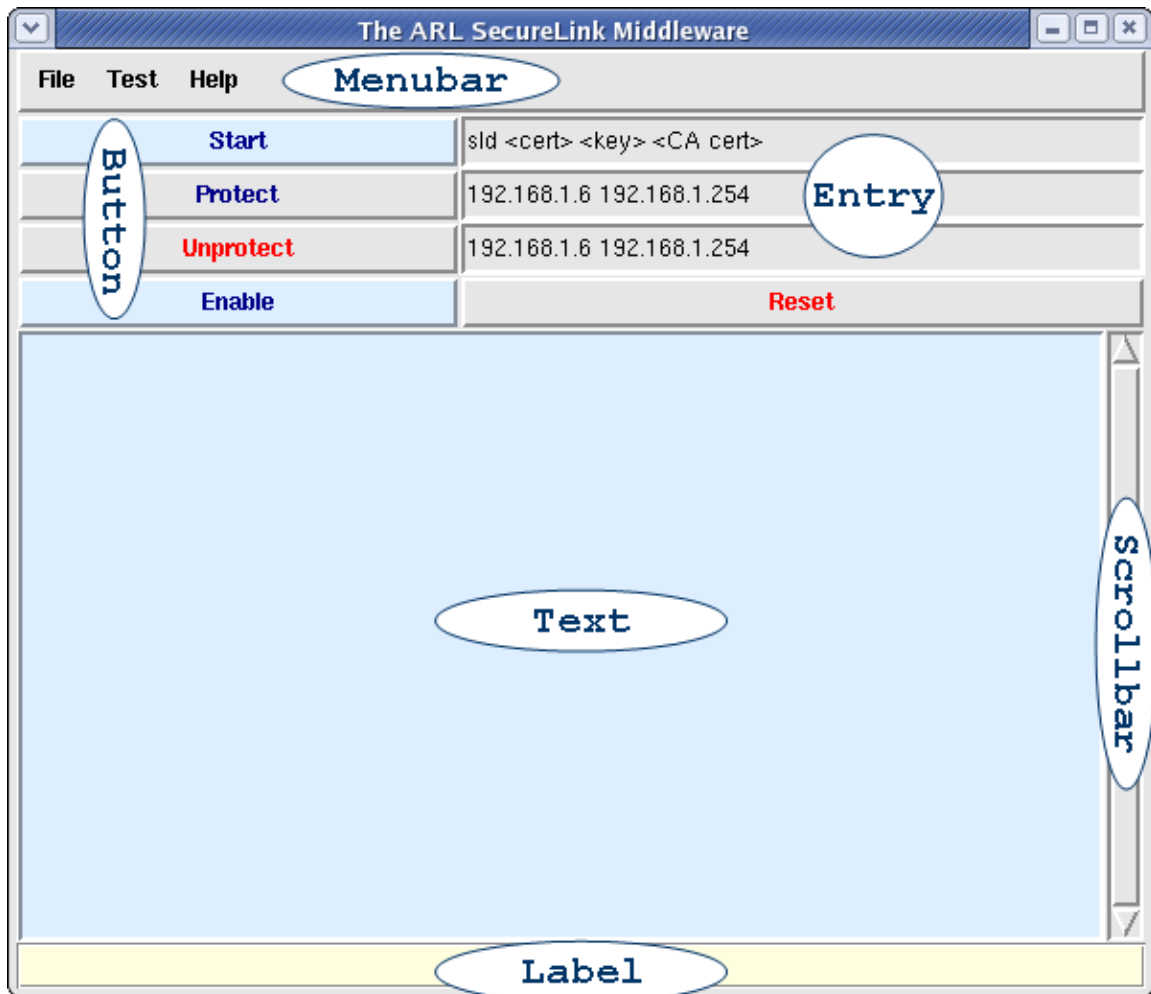 The ARL SecureLink Middleware
File Test Help Menubar
Start sld <cert> <key> <CA cert>
Protect 192.168.1.6 192.168.1.254
Unprotect 192.168.1.6 192.168.1.254
Button
Entry
Enable Reset
Text
Scrollbar
Label